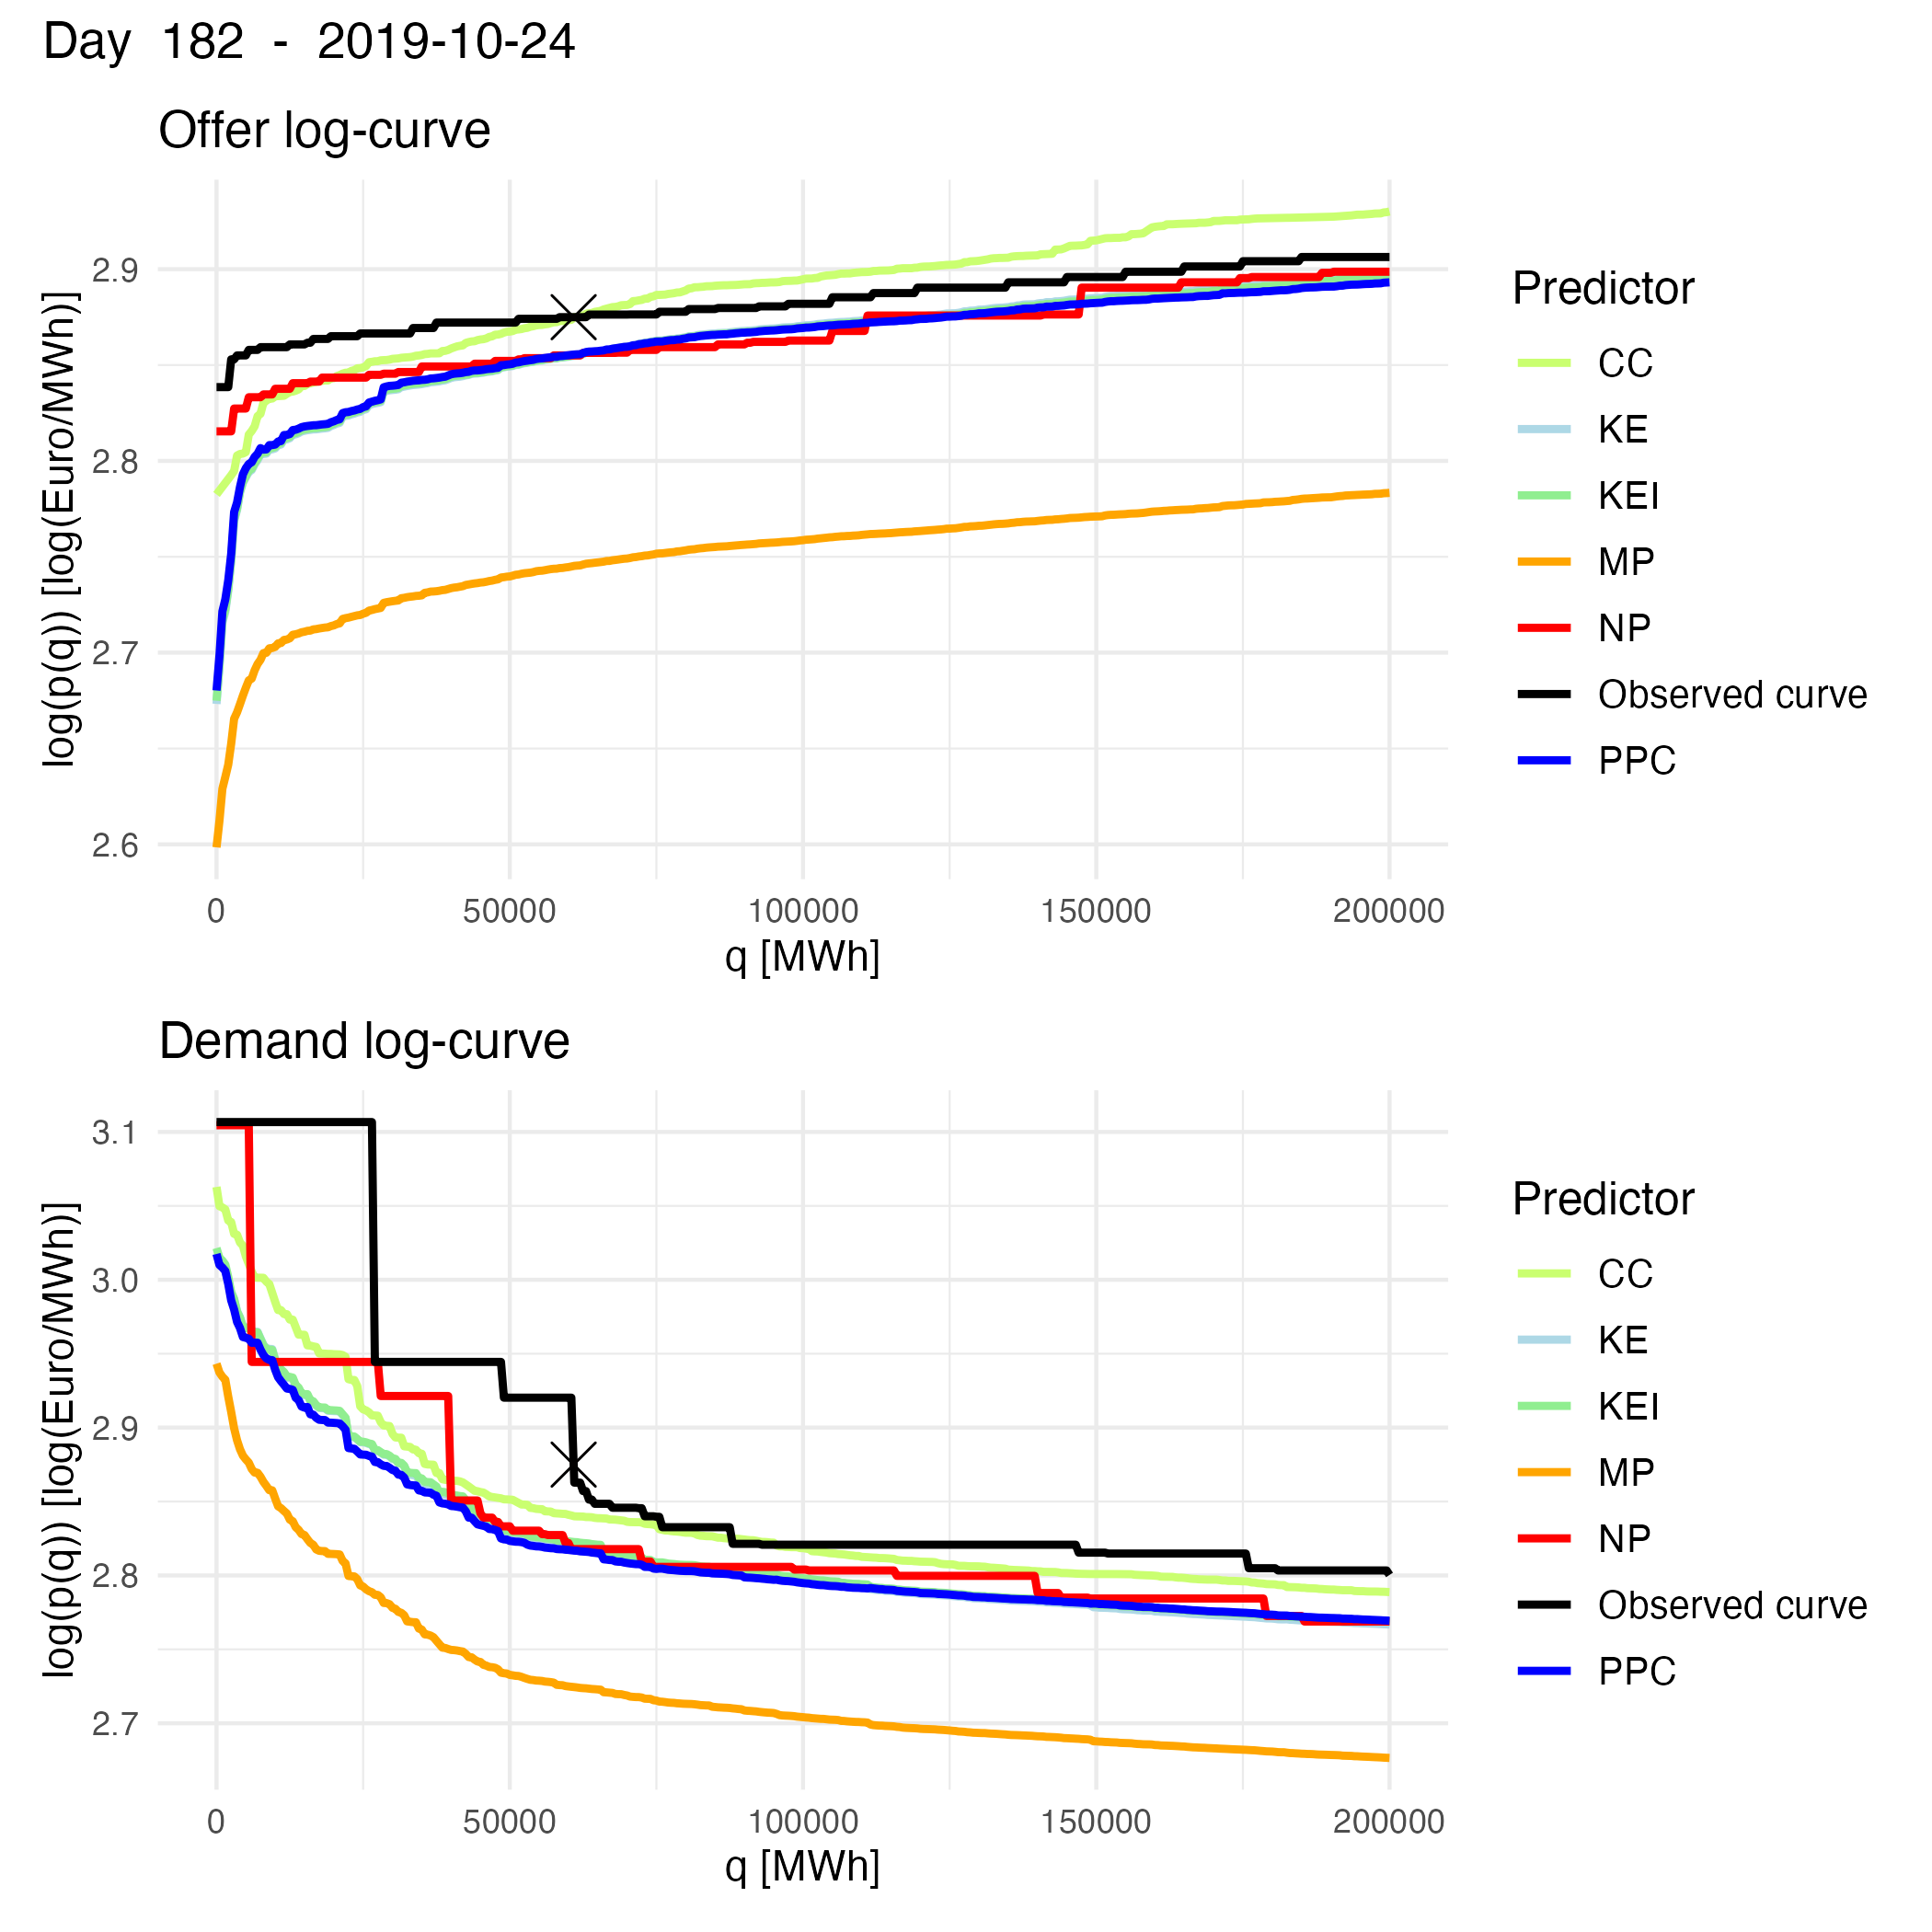 Day 182 - 2019-10-24
Offer log-curve
log(p(q)) [log(Euro/MWh)]
2.9
2.8
2.7
2.6
0 50000 100000 150000 200000
q [MWh]
Predictor
CC
KE
KEI
MP
NP
Observed curve
PPC
Demand log-curve
log(p(q)) [log(Euro/MWh)]
3.1
3.0
2.9
2.8
2.7
0 50000 100000 150000 200000
q [MWh]
Predictor
CC
KE
KEI
MP
NP
Observed curve
PPC